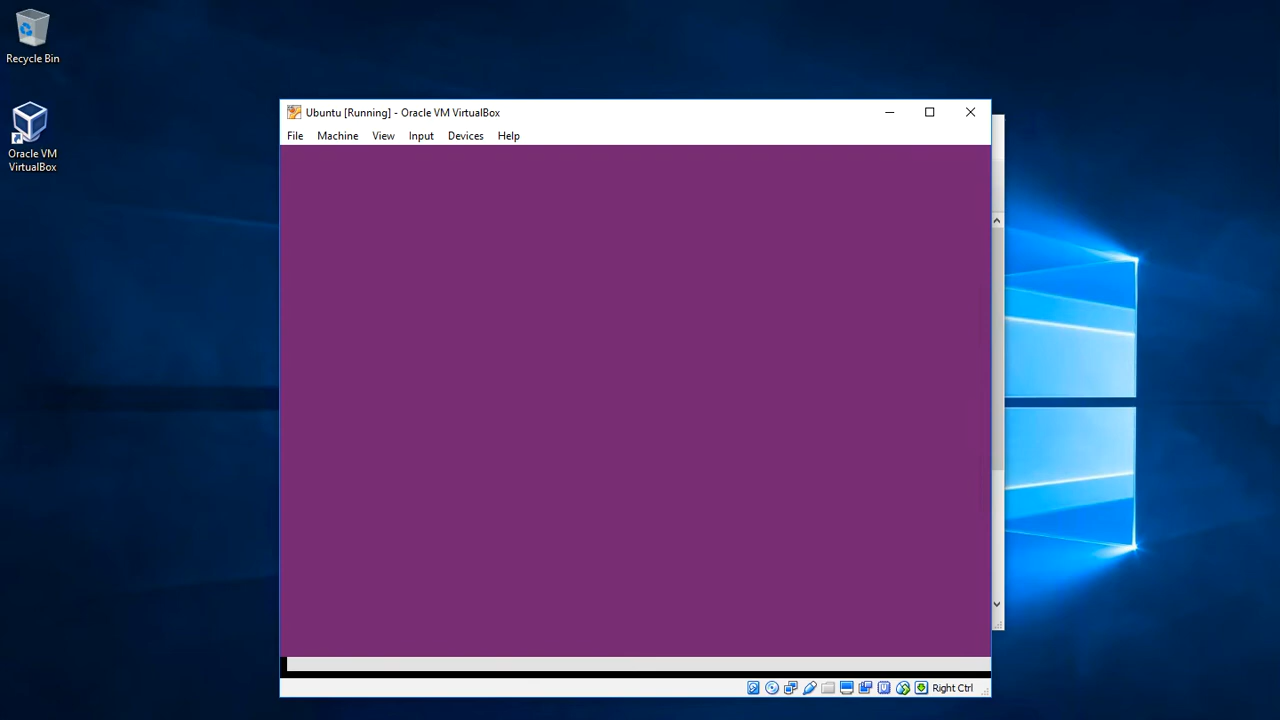 Recycle Bin
Oracle VM
VirtualBox
Ubuntu [Running] - Oracle VM VirtualBox
File Machine View Input Devices Help
Right Ctrl